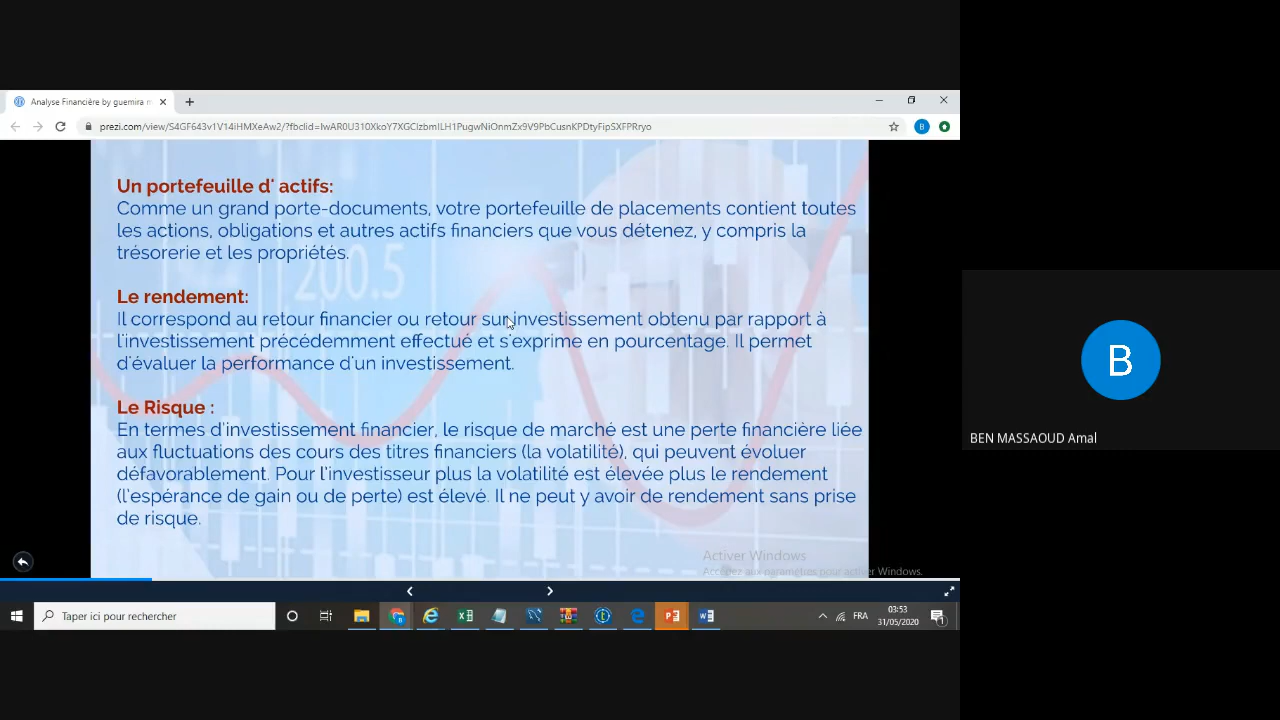 Analyse Financière by guemira m
prezi.com/view/S4GF643v1V14iHMXeAw2/?fbclid=IwAR0U310XkoY7XGClzbmILH1PugwNiOnmZx9V9PbCusnKPDtyFipSXFPRryo
B
Un portefeuille d' actifs:
Comme un grand porte-documents, votre portefeuille de placements contient toutes
les actions, obligations et autres actifs financiers que vous détenez, y compris la
trésorerie et les propriétés.
200.5
Le rendement:
Il correspond au retour financier ou retour sur investissement obtenu par rapport à
l'investissement précédemment effectué et s'exprime en pourcentage. Il permet
d'évaluer la performance d'un investissement.
Le Risque :
En termes d'investissement financier, le risque de marché est une perte financière liée
aux fluctuations des cours des titres financiers (la volatilité), qui peuvent évoluer
défavorablement. Pour l'investisseur plus la volatilité est élevée plus le rendement
(l'espérance de gain ou de perte) est élevé. Il ne peut y avoir de rendement sans prise
de risque.
Activer Windows
Accédez aux paramètres pour activer Windows.
Taper ici pour rechercher
FRA
03:53
31/05/2020
1
B
BEN MASSAOUD Amal